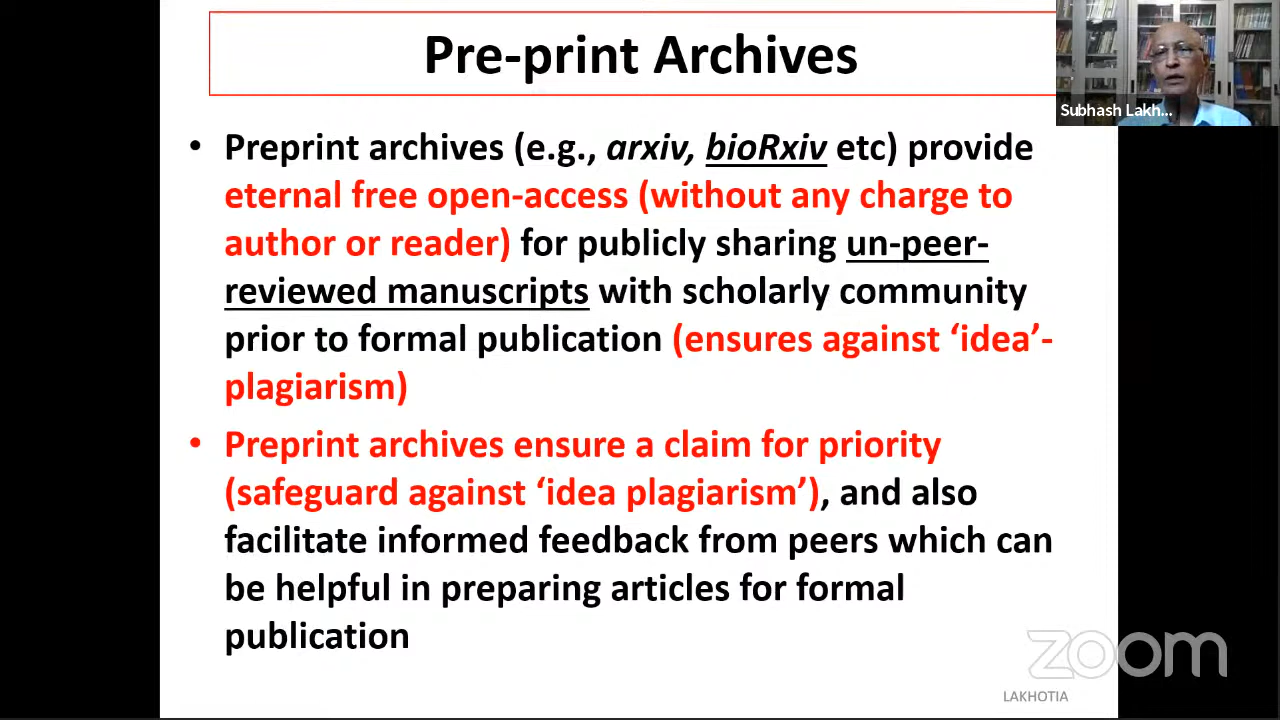 Pre-print Archives
Subhash Lakh...
• Preprint archives (e.g., arxiv, bioRxiv etc) provide
eternal free open-access (without any charge to
author or reader) for publicly sharing un-peer-
reviewed manuscripts with scholarly community
prior to formal publication (ensures against ‘idea’-
plagiarism)
• Preprint archives ensure a claim for priority
(safeguard against ‘idea plagiarism’), and also
facilitate informed feedback from peers which can
be helpful in preparing articles for formal
publication
zoom
LAKHOTIA